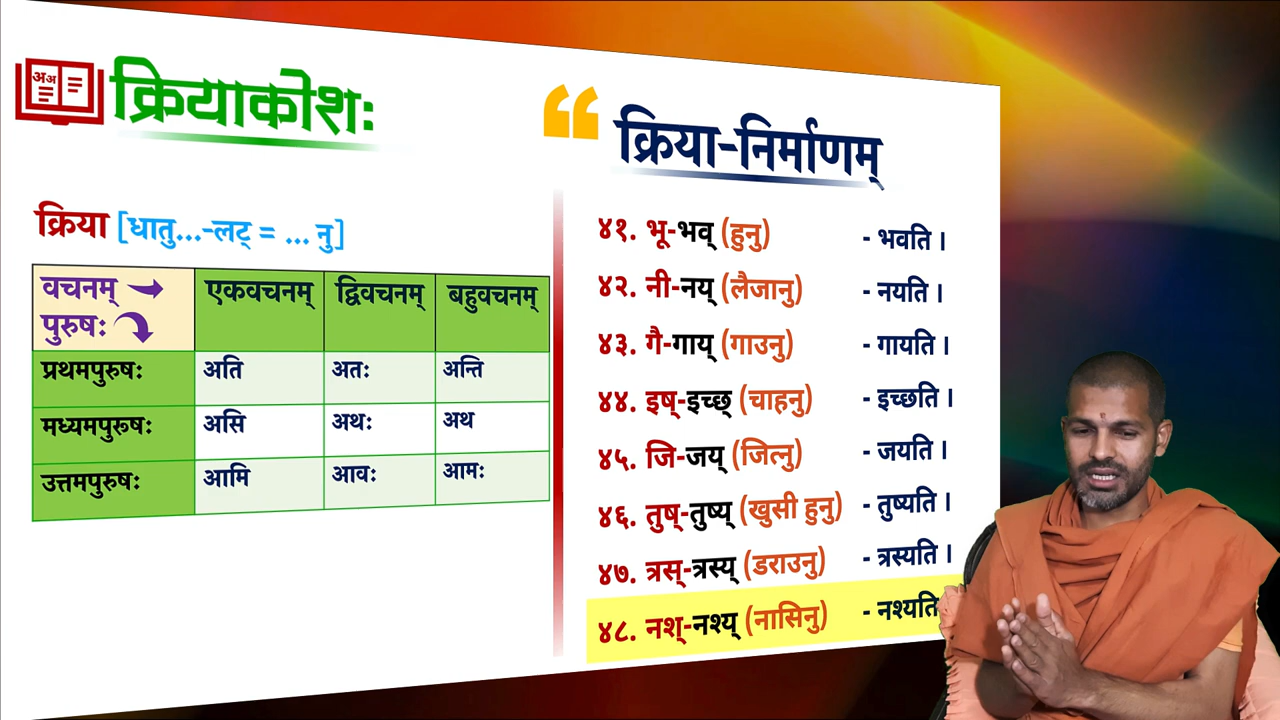 अ अ
क्रियाकोशः
क्रिया [धातु...-लट् = ... नु]
वचनम् → एकवचनम् द्विवचनम् बहुवचनम्
पुरुषः
प्रथमपुरुषः अति अतः अन्ति
मध्यमपुरूषः असि अथः अथ
उत्तमपुरुषः आमि आवः आमः
“ क्रिया-निर्माणम्
४१. भू-भव् (हुनु) - भवति ।
४२. नी-नय् (लैजानु) - नयति ।
४३. गै-गाय् (गाउनु) - गायति ।
४४. इष्-इच्छ् (चाहनु) - इच्छति ।
४५. जि-जय् (जित्नु) - जयति ।
४६. तुष्-तुष्य् (खुसी हुनु) - तुष्यति ।
४७. त्रस्-त्रस्य् (डराउनु) - त्रस्यति ।
४८. नश्-नश्य् (नासिनु) - नश्यति